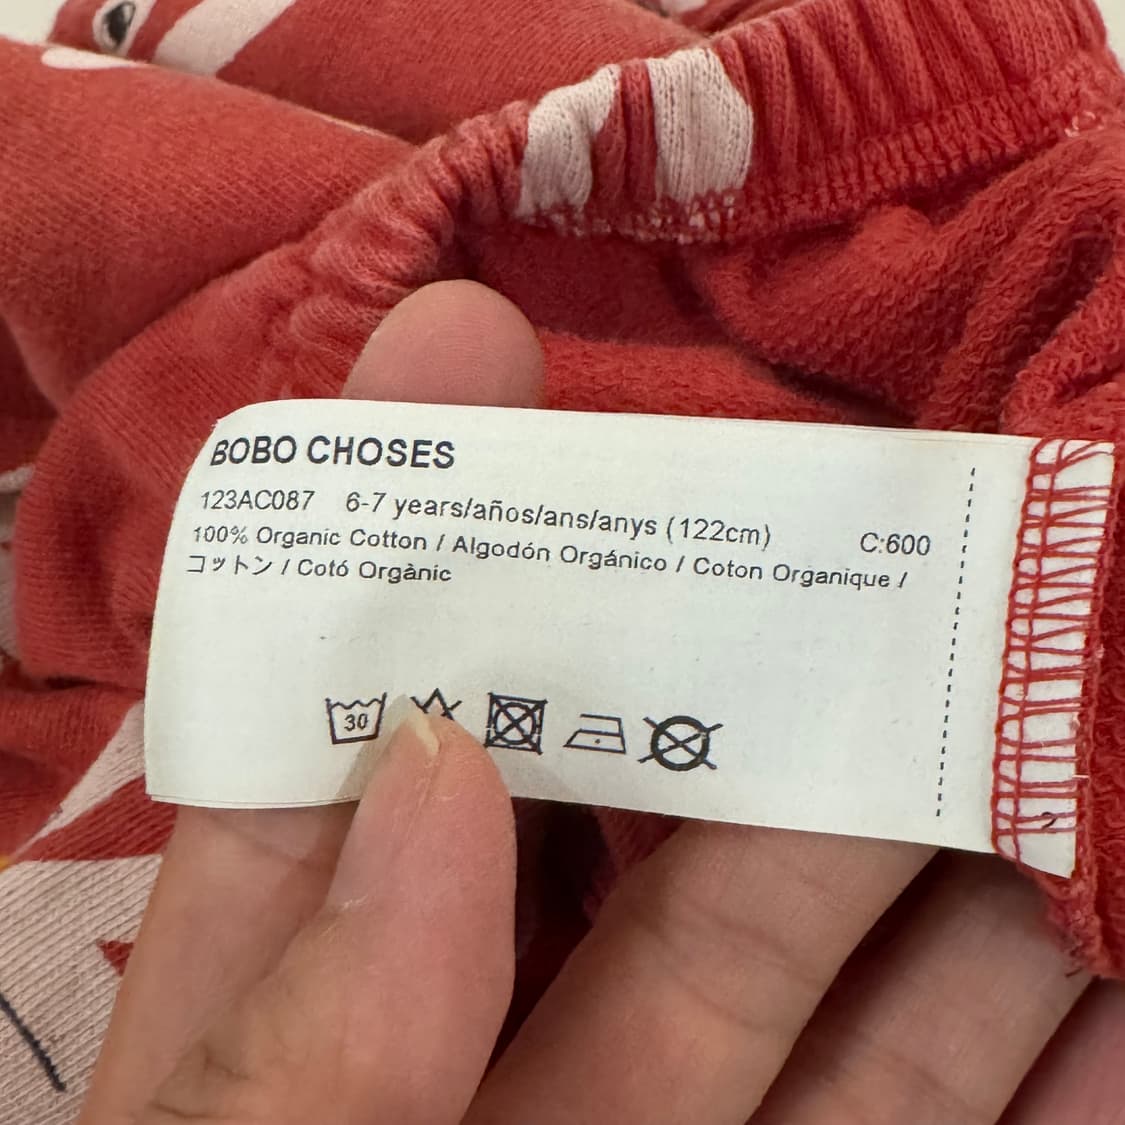 BOBO CHOSES
123AC087 6-7 years/años/ans/anys (122cm) C:600
100% Organic Cotton / Algodón Orgánico / Coton Organique /
コットン / Cotó Orgànic
30